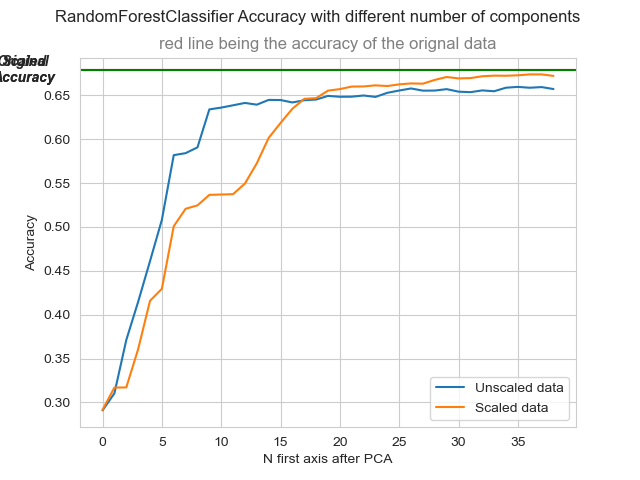 RandomForestClassifier Accuracy with different number of components
red line being the accuracy of the orignal data
Scaled
Accuracy
0.65
0.60
0.55
0.50
0.45
0.40
0.35
0.30
Accuracy
Unscaled data
Scaled data
0 5 10 15 20 25 30 35
N first axis after PCA